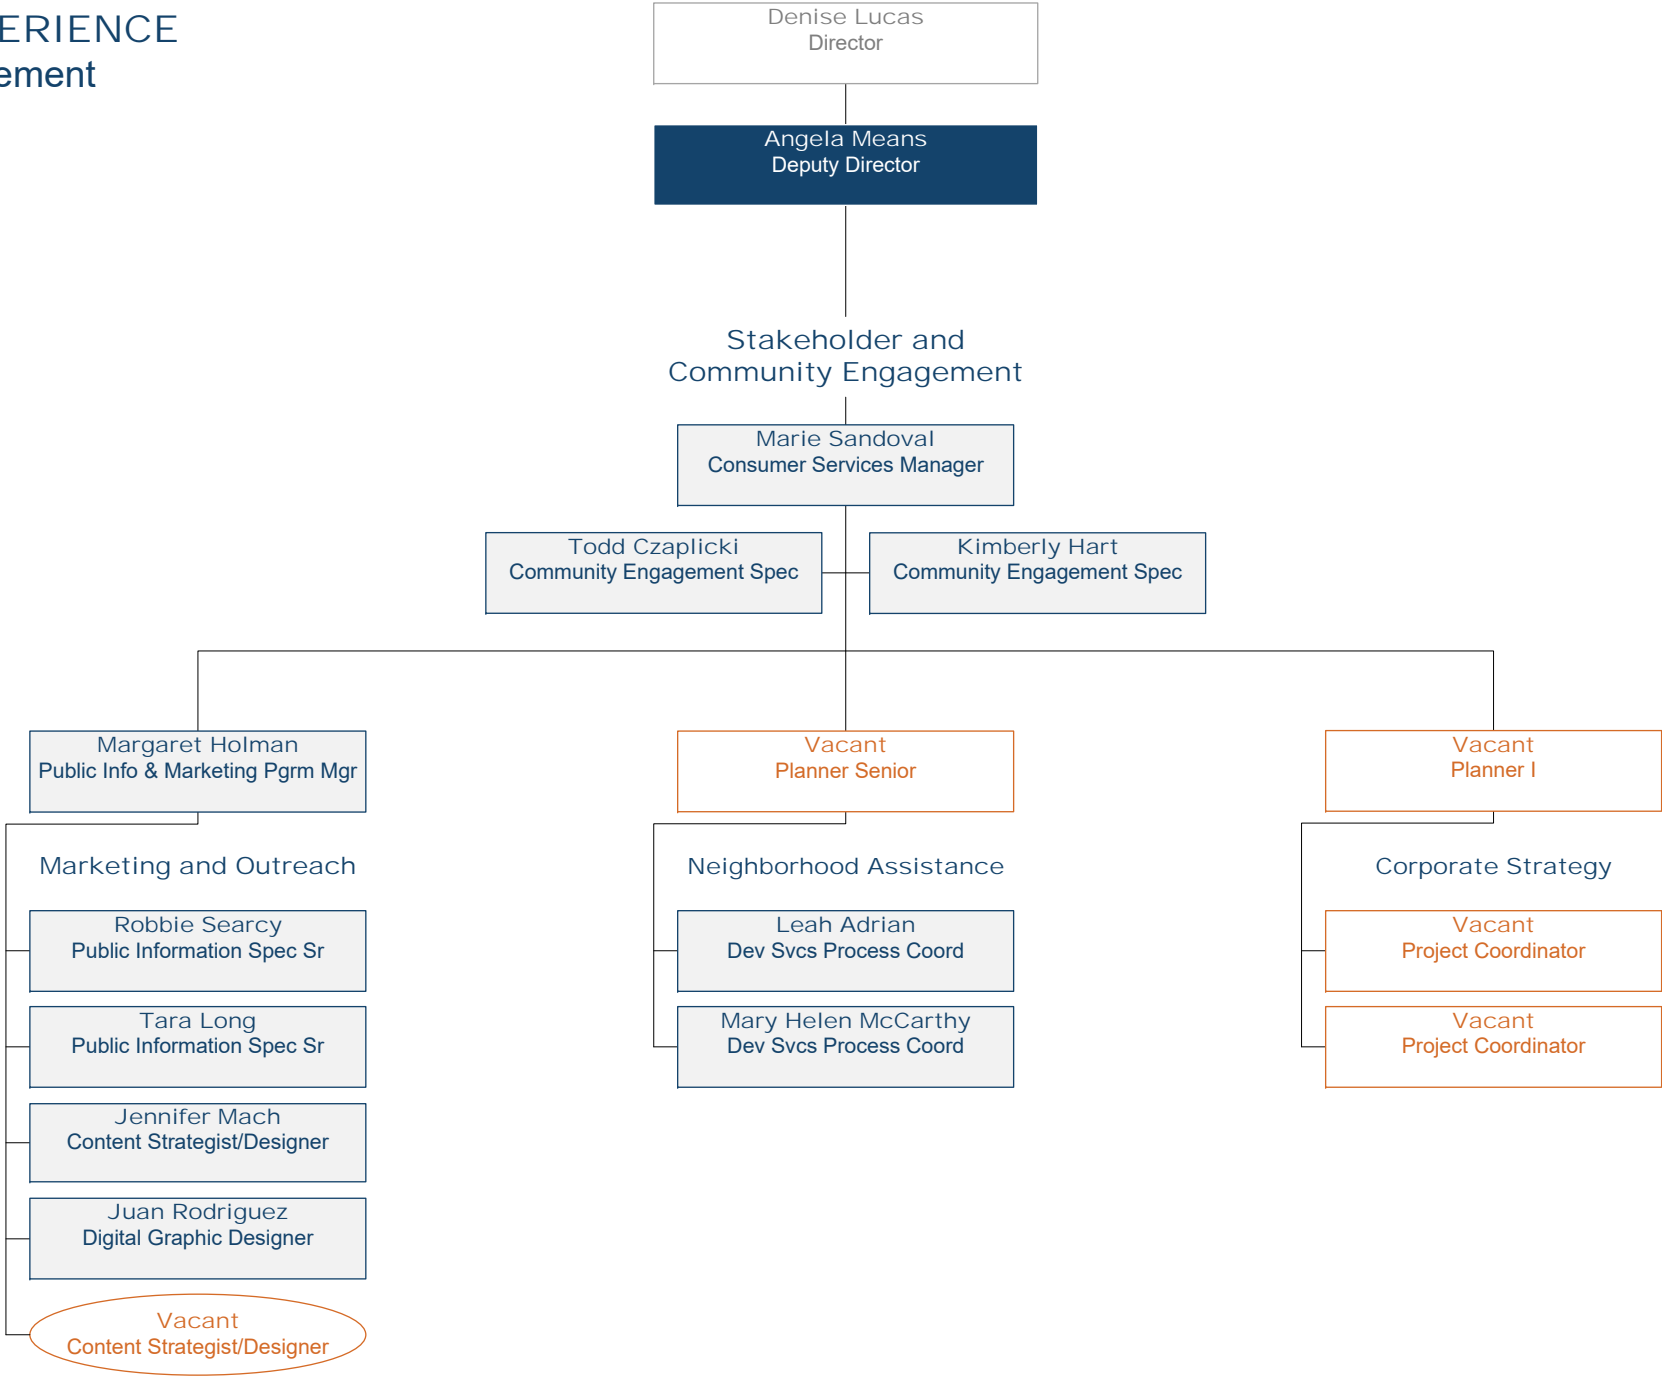 ERIENCE
ement
Denise Lucas
Director
Angela Means
Deputy Director
Stakeholder and
Community Engagement
Marie Sandoval
Consumer Services Manager
Todd Czaplicki
Community Engagement Spec
Kimberly Hart
Community Engagement Spec
Margaret Holman
Public Info & Marketing Pgrm Mgr
Marketing and Outreach
Robbie Searcy
Public Information Spec Sr
Tara Long
Public Information Spec Sr
Jennifer Mach
Content Strategist/Designer
Juan Rodriguez
Digital Graphic Designer
Vacant
Content Strategist/Designer
Vacant
Planner Senior
Neighborhood Assistance
Leah Adrian
Dev Svcs Process Coord
Mary Helen McCarthy
Dev Svcs Process Coord
Vacant
Planner I
Corporate Strategy
Vacant
Project Coordinator
Vacant
Project Coordinator